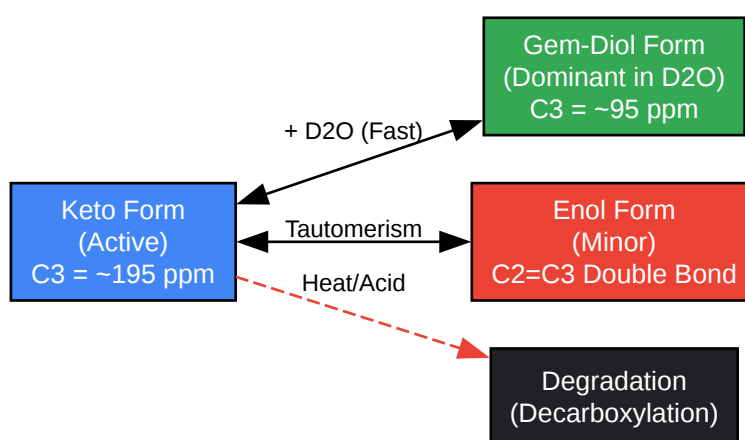 Gem-Diol Form
(Dominant in D2O)
C3 = ~95 ppm
+ D2O (Fast)
Keto Form
(Active)
C3 = ~195 ppm
Tautomerism
Enol Form
(Minor)
C2=C3 Double Bond
Heat/Acid
Degradation
(Decarboxylation)